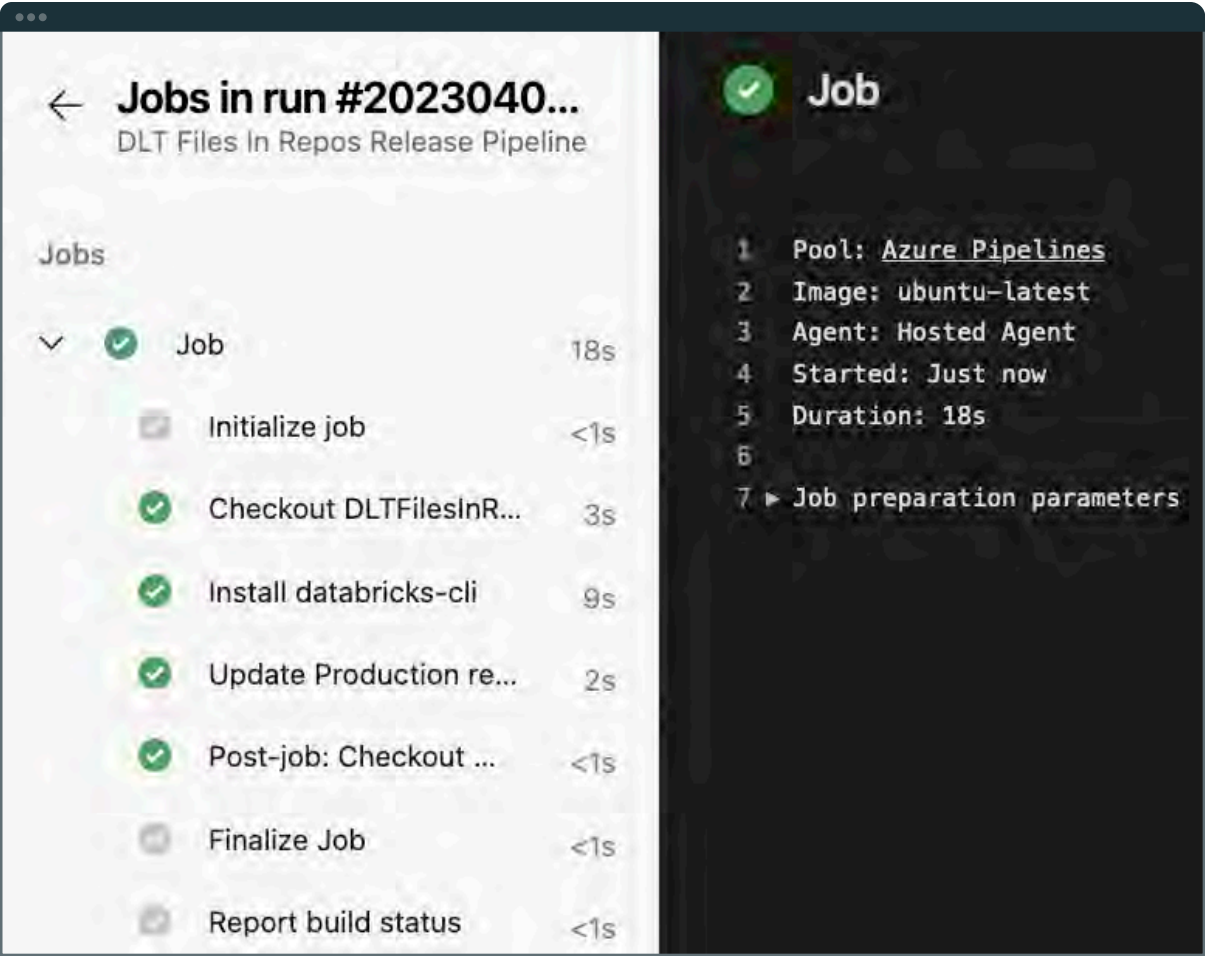 Jobs in run #2023040...
DLT Files In Repos Release Pipeline
Jobs
Job 18s
Initialize job <1s
Checkout DLTFilesInR... 3s
Install databricks-cli 9s
Update Production re... 2s
Post-job: Checkout ... <1s
Finalize Job <1s
Report build status <1s
Job
1 Pool: Azure Pipelines
2 Image: ubuntu-latest
3 Agent: Hosted Agent
4 Started: Just now
5 Duration: 18s
6
7 ▶ Job preparation parameters